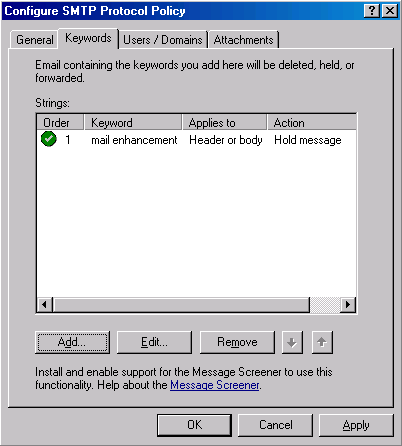 Configure SMTP Protocol Policy
General Keywords Users / Domains Attachments
Email containing the keywords you add here will be deleted, held, or
forwarded.
Strings:
Order Keyword Applies to Action
1 mail enhancement Header or body Hold message
Add... Edit... Remove
Install and enable support for the Message Screener to use this
functionality. Help about the Message Screener.
OK Cancel Apply